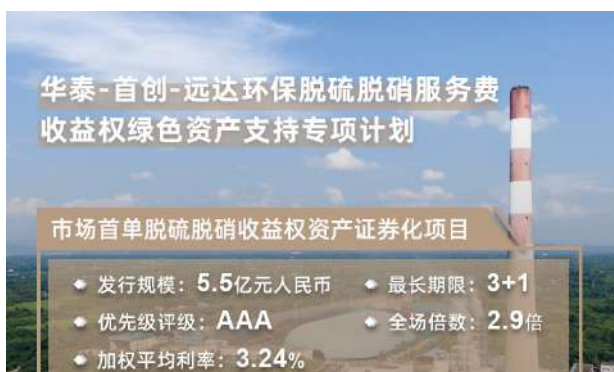 华泰-首创-远达环保脱硫脱硝服务费
收益权绿色资产支持专项计划
市场首单脱硫脱硝收益权资产证券化项目
发行规模：5.5亿元人民币
最长期限：3+1
优先级评级：AAA
全场倍数：2.9倍
加权平均利率：3.24%